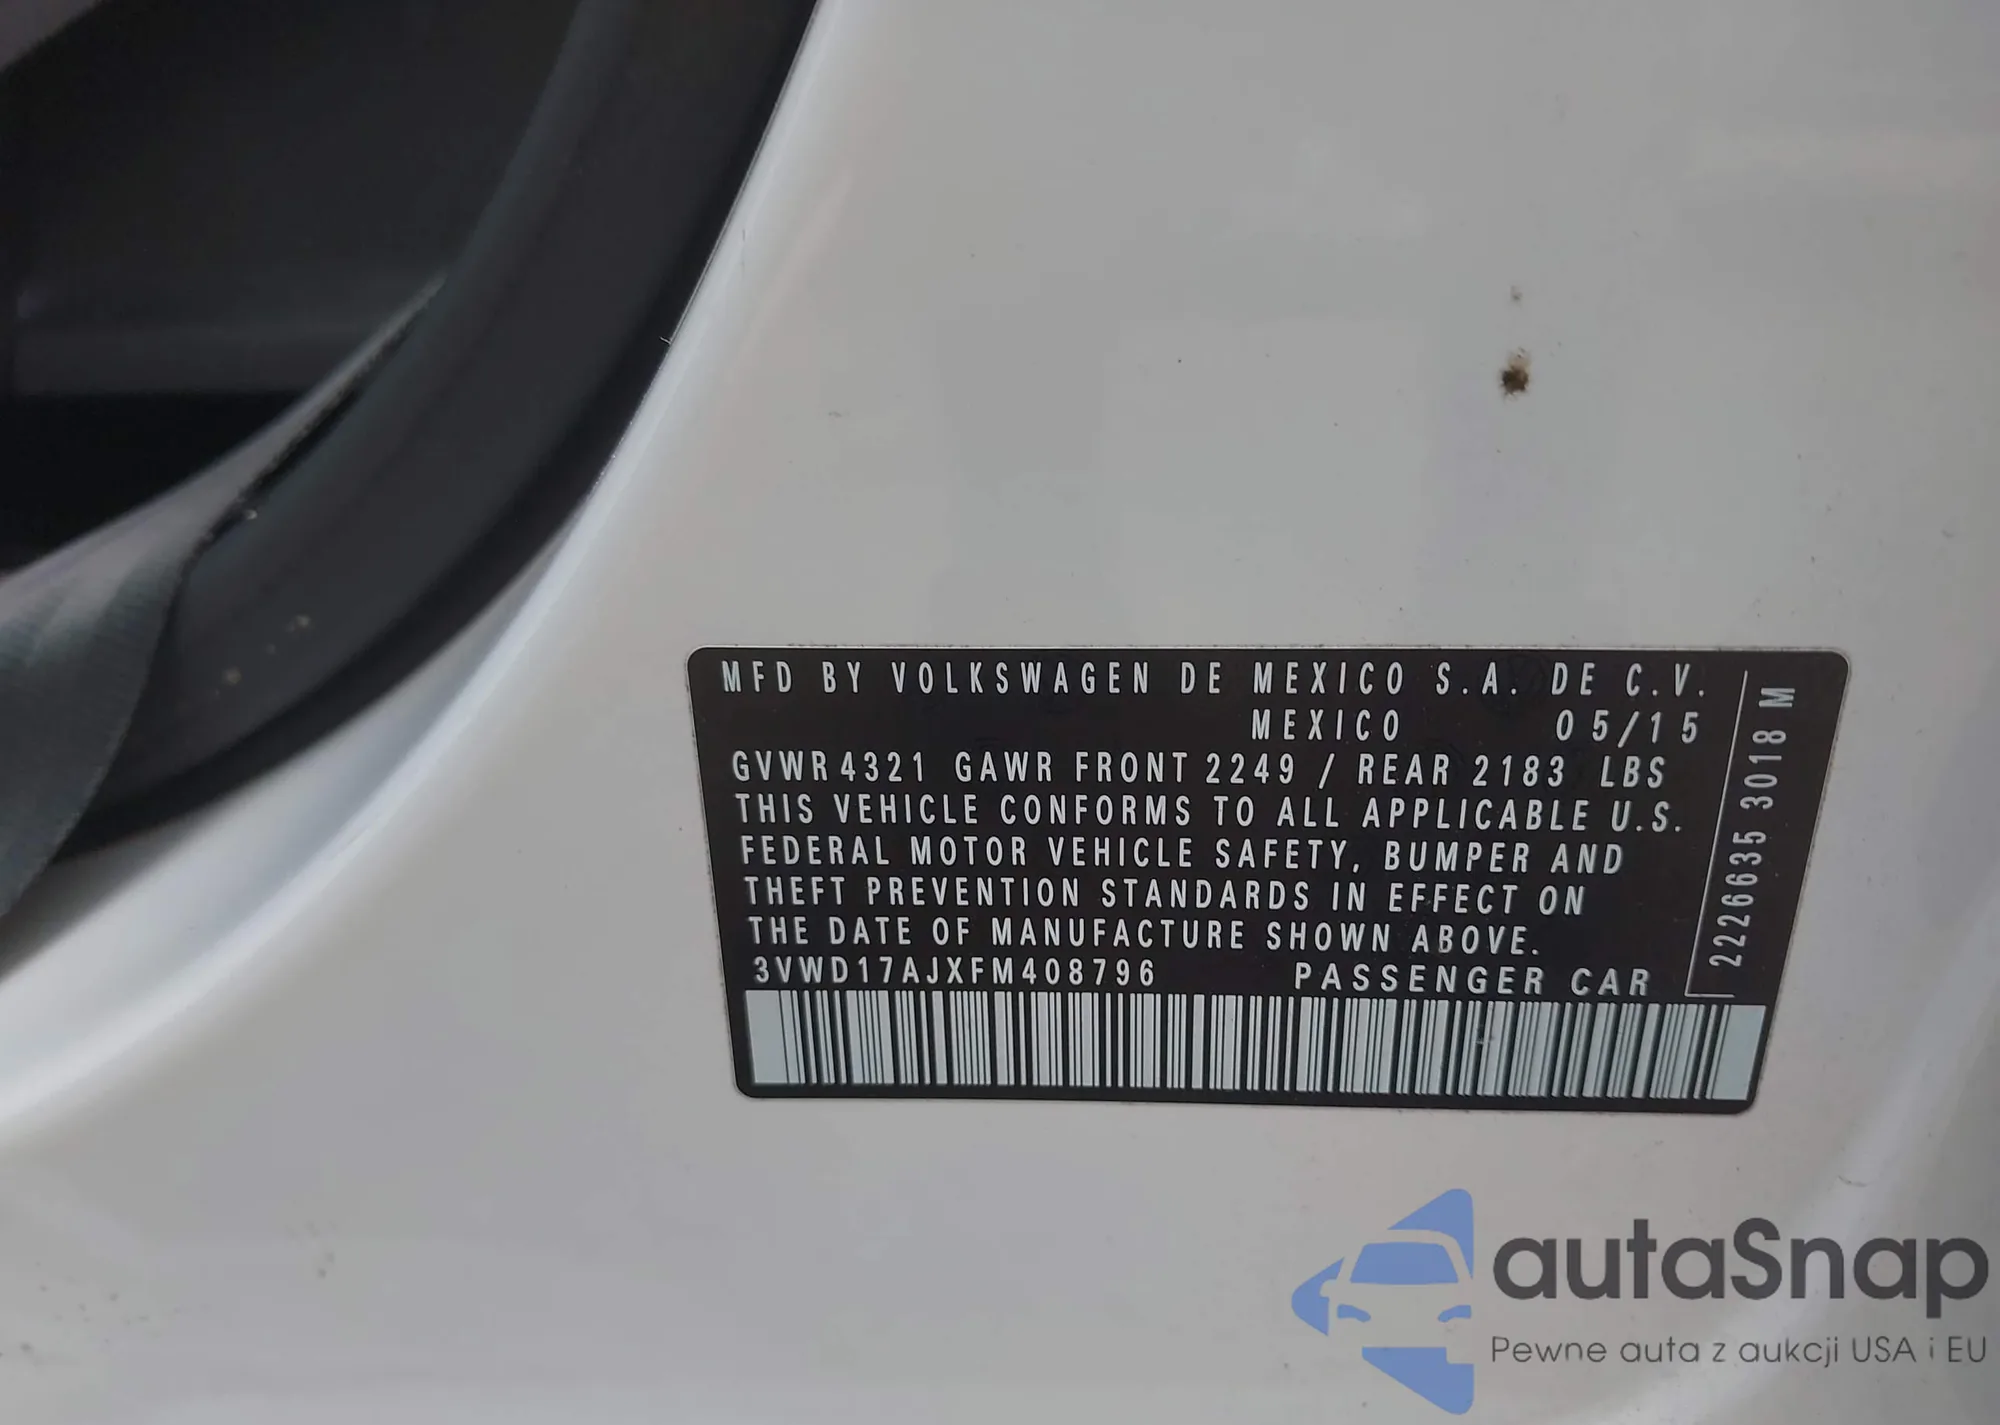 MFD BY VOLKSWAGEN DE MEXICO S.A. DE C.V.
MEXICO 05/15
GVWR 4321 GAWR FRONT 2249 / REAR 2183 LBS
THIS VEHICLE CONFORMS TO ALL APPLICABLE U.S.
FEDERAL MOTOR VEHICLE SAFETY, BUMPER AND
THEFT PREVENTION STANDARDS IN EFFECT ON
THE DATE OF MANUFACTURE SHOWN ABOVE.
3VWD17AJXFM408796 PASSENGER CAR
2226635 3018 M
autaSnap
Pewne auta z aukcji USA i EU